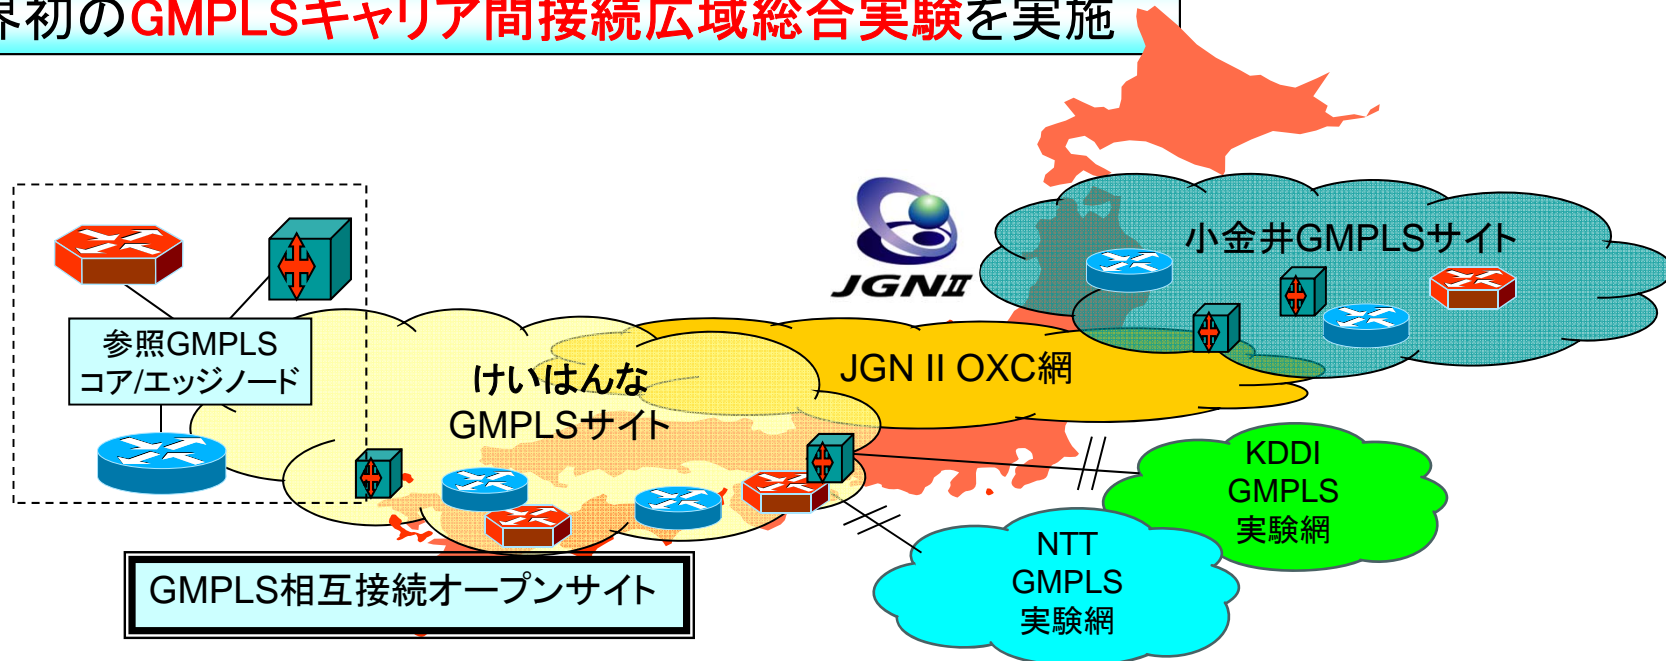 界初のGMPLSキャリア間接続広域総合実験を実施
JGNII
小金井GMPLSサイト
参照GMPLS
コア/エッジノード
けいはんな
GMPLSサイト
JGN II OXC網
KDDI
GMPLS
実験網
NTT
GMPLS
実験網
GMPLS相互接続オープンサイト